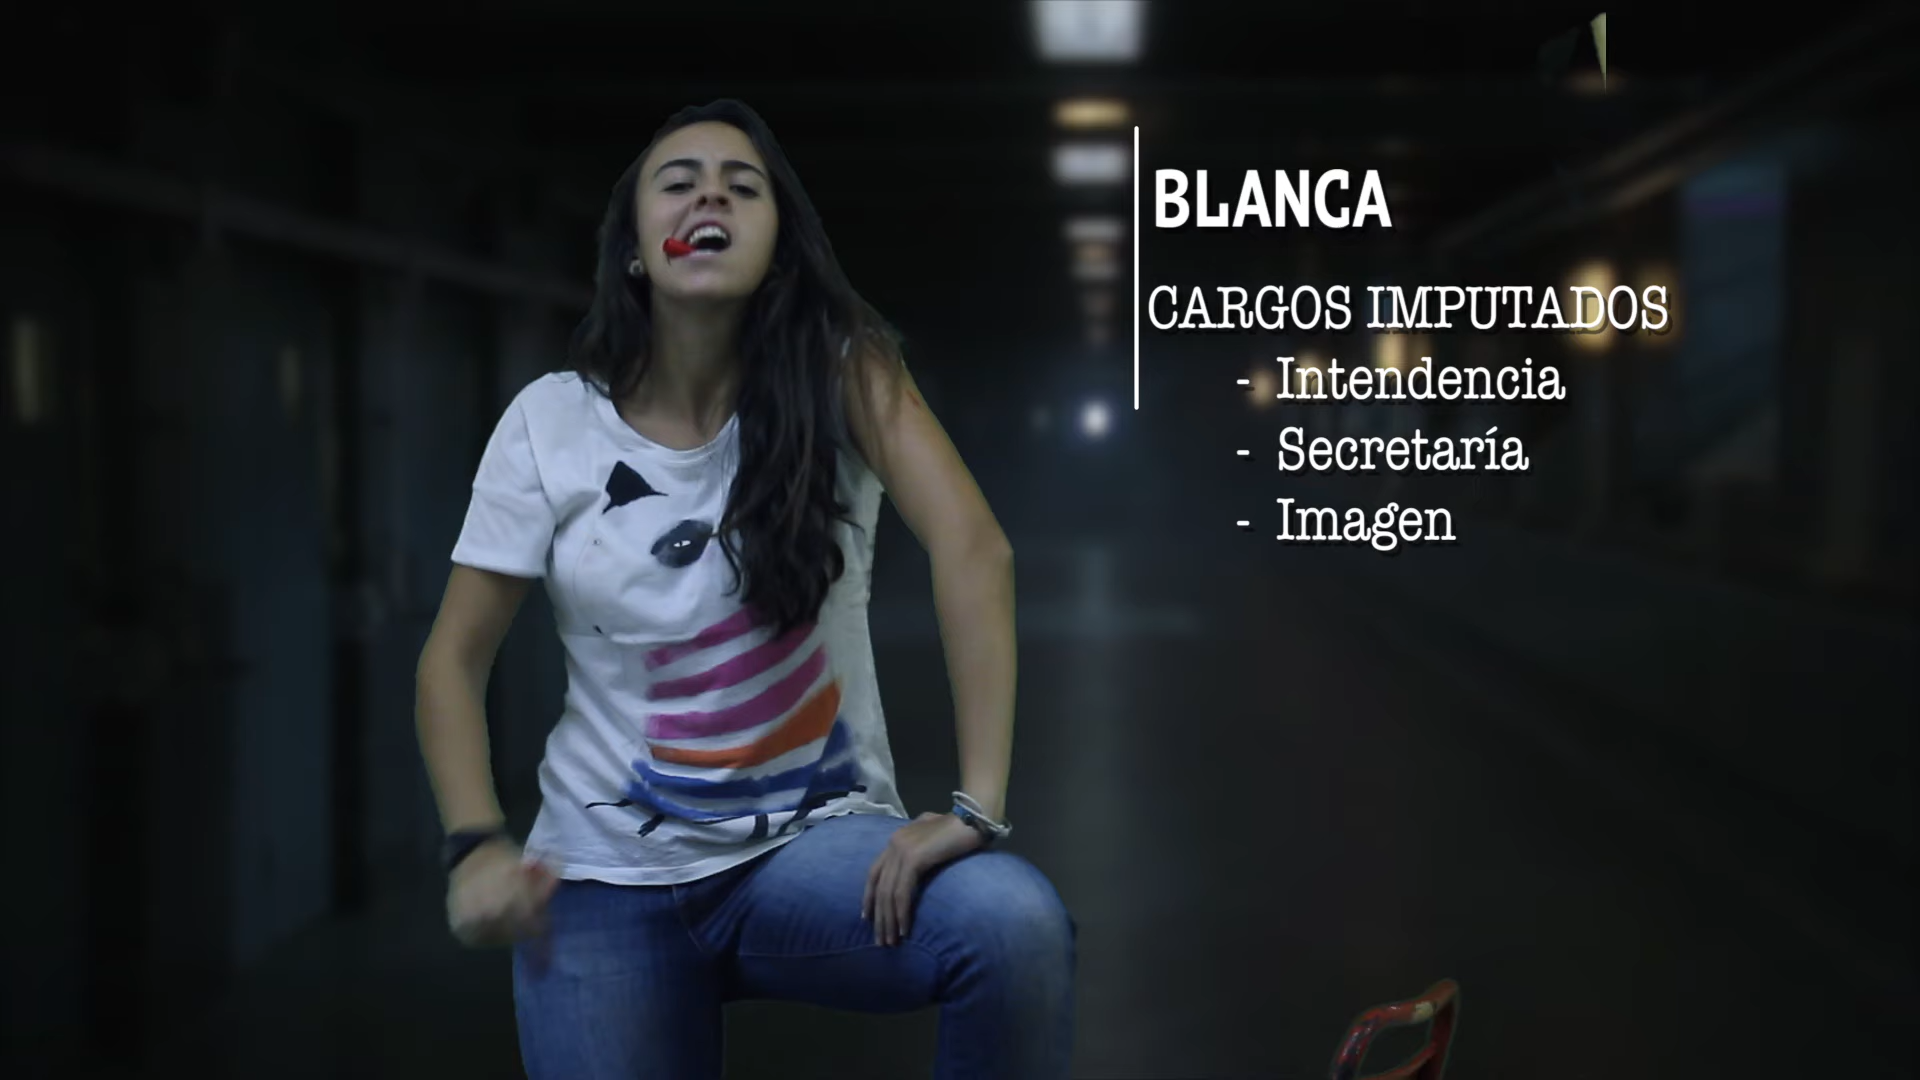 BLANCA
CARGOS IMPUTADOS
- Intendencia
- Secretaría
- Imagen